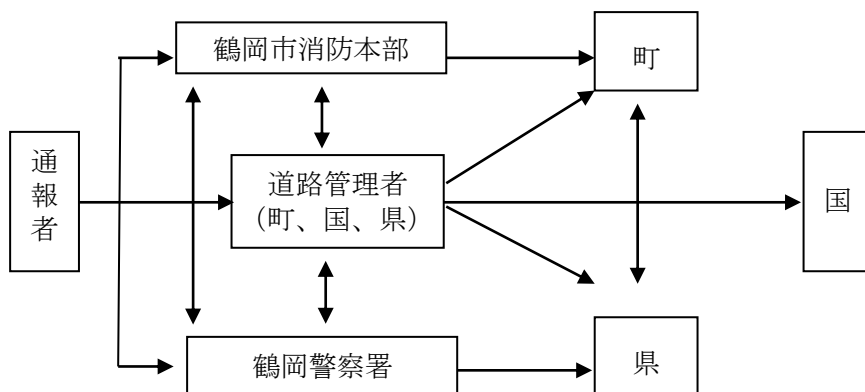 鶴岡市消防本部
町
通報者
道路管理者
（町、国、県）
国
鶴岡警察署
県